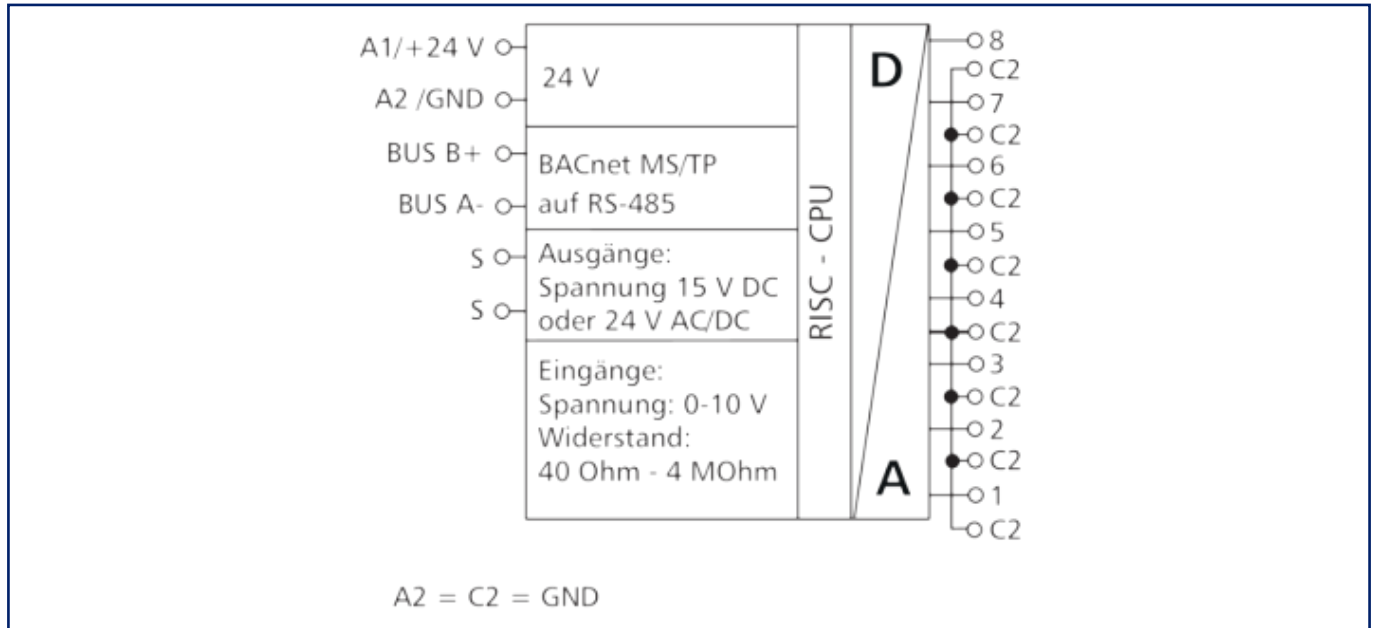 A1/+24 V
A2 /GND
BUS B+
BUS A-
S
S
24 V
BACnet MS/TP
auf RS-485
Ausgänge:
Spannung 15 V DC
oder 24 V AC/DC
Eingänge:
Spannung: 0-10 V
Widerstand:
40 Ohm - 4 MOhm
RISC - CPU
D
A
8
C2
7
C2
6
C2
5
C2
4
C2
3
C2
2
C2
1
C2
A2 = C2 = GND